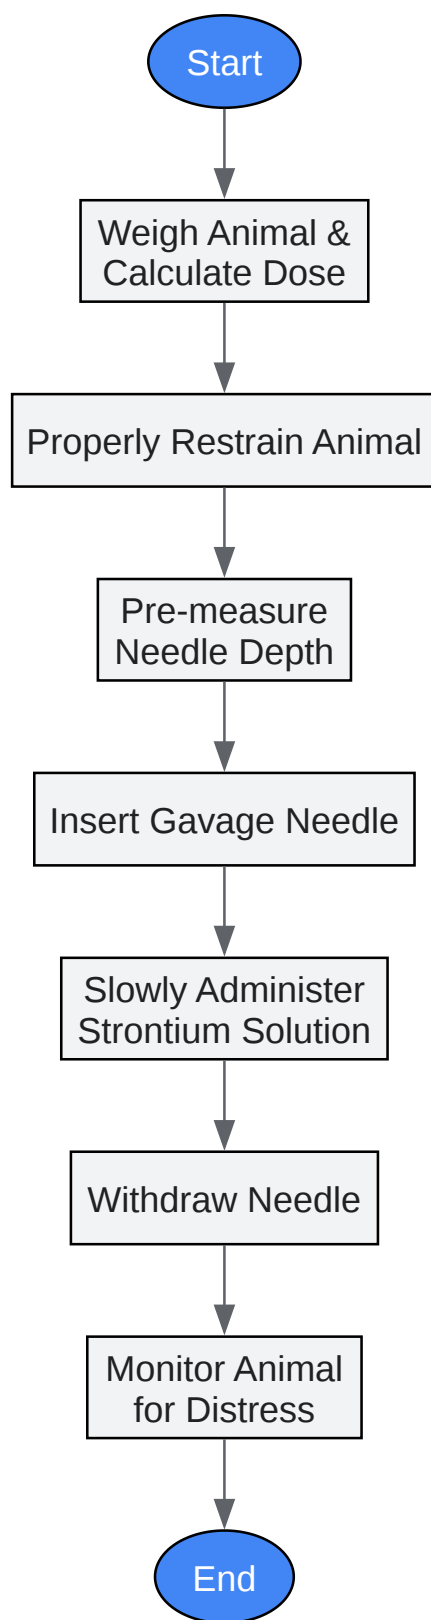 Start
Weigh Animal &
Calculate Dose
Properly Restrain Animal
Pre-measure
Needle Depth
Insert Gavage Needle
Slowly Administer
Strontium Solution
Withdraw Needle
Monitor Animal
for Distress
End